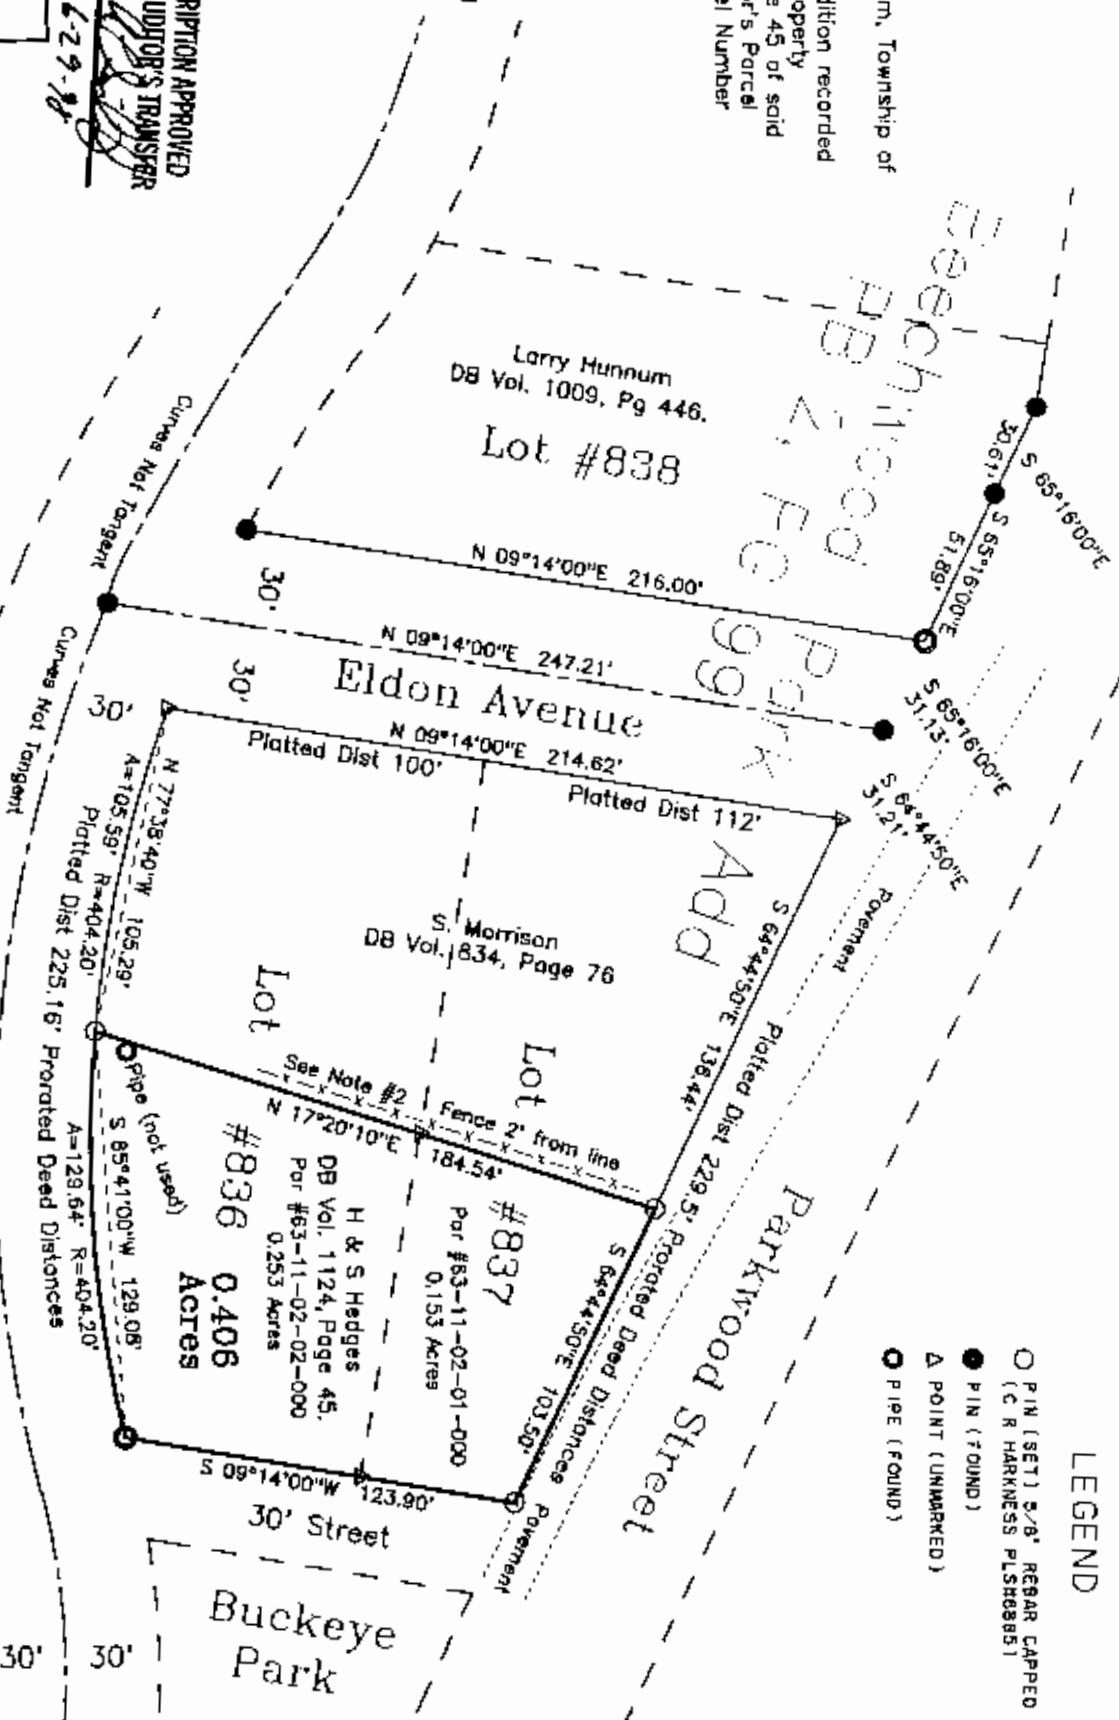 m, Township of
dition recorded
operty
e 45 of said
or's Parcel
el Number
RIPTION APPROVED
UDITOR'S TRANSFER
Beechwood
Park
Add
PB 2, PG
99
Larry Hunnum
DB Vol. 1009, Pg 446.
Lot #838
S 65°16'00"E
30.61'
S 65°16'00"E
51.89'
N 09°14'00"E 216.00'
30'
N 09°14'00"E 247.21'
Eldon Avenue
30'
S 65°16'00"E
31.13'
S 64°44'50"E
31.21'
Curves Not Tangent
Curves Not Tangent
30'
N 09°14'00"E 214.62'
Platted Dist 100'
Platted Dist 112'
Pavement
N 77°38'40"W 105.29'
A=105.59' R=404.20'
Platted Dist 225.16' Prorated Deed Distances
S. Morrison
DB Vol. 834, Page 76
S 64°44'50"E 136.44'
Platted Dist 229.5' Prorated Deed Distances
Parkwood Street
Lot
Lot
See Note #2
Fence 2' from line
N 17°20'10"E 184.54'
Pipe (not used)
S 85°41'00"W 129.08'
A=129.64' R=404.20'
#836
0.406
Acres
H & S Hedges
DB Vol. 1124, Page 45.
Par #63-11-02-02-000
0.253 Acres
#837
Par #63-11-02-01-000
0.153 Acres
S 64°44'50"E 103.50'
Pavement
S 09°14'00"W 123.90'
30' Street
Buckeye
Park
30'
30'
LEGEND
PIN (SET) 5/8" REBAR CAPPED
(C R HARKNESS PLS#6885)
PIN (FOUND)
POINT (UNMARKED)
PIPE (FOUND)